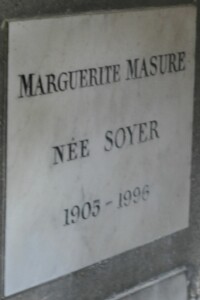 MARGUERITE MASURE
NÉE SOYER
1905 - 1996